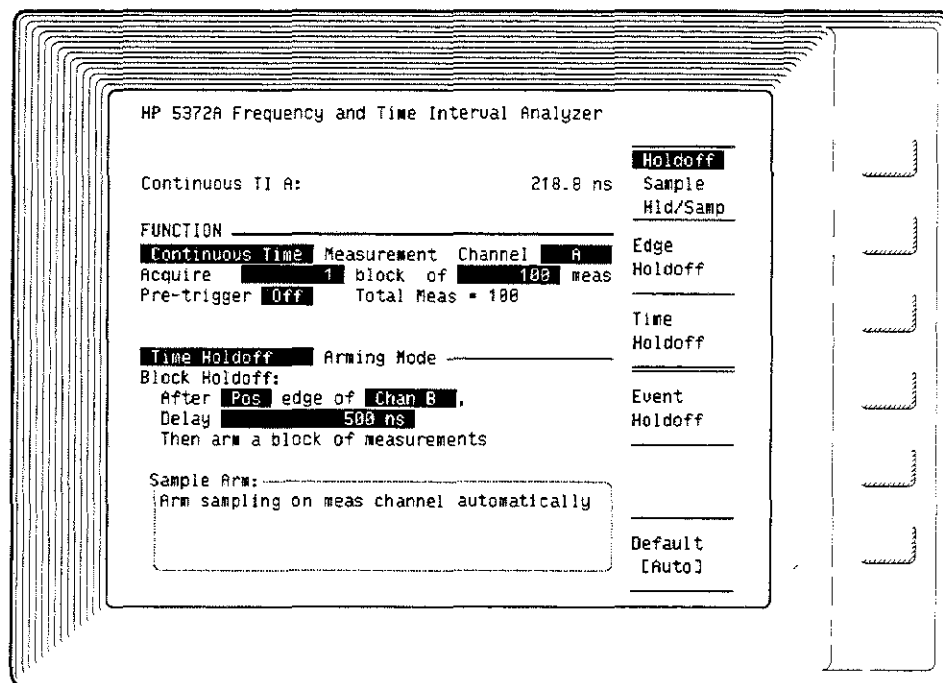 HP 5372A Frequency and Time Interval Analyzer
Continuous TI A: 218.8 ns
FUNCTION
Continuous Time Measurement Channel A
Acquire 1 block of 100 meas
Pre-trigger Off Total Meas = 100
Time Holdoff Arming Mode
Block Holdoff:
After Pos edge of Chan B ,
Delay 500 ns
Then arm a block of measurements
Sample Arm:
Arm sampling on meas channel automatically
Holdoff
Sample
Hld/Samp
Edge
Holdoff
Time
Holdoff
Event
Holdoff
Default
[Auto]